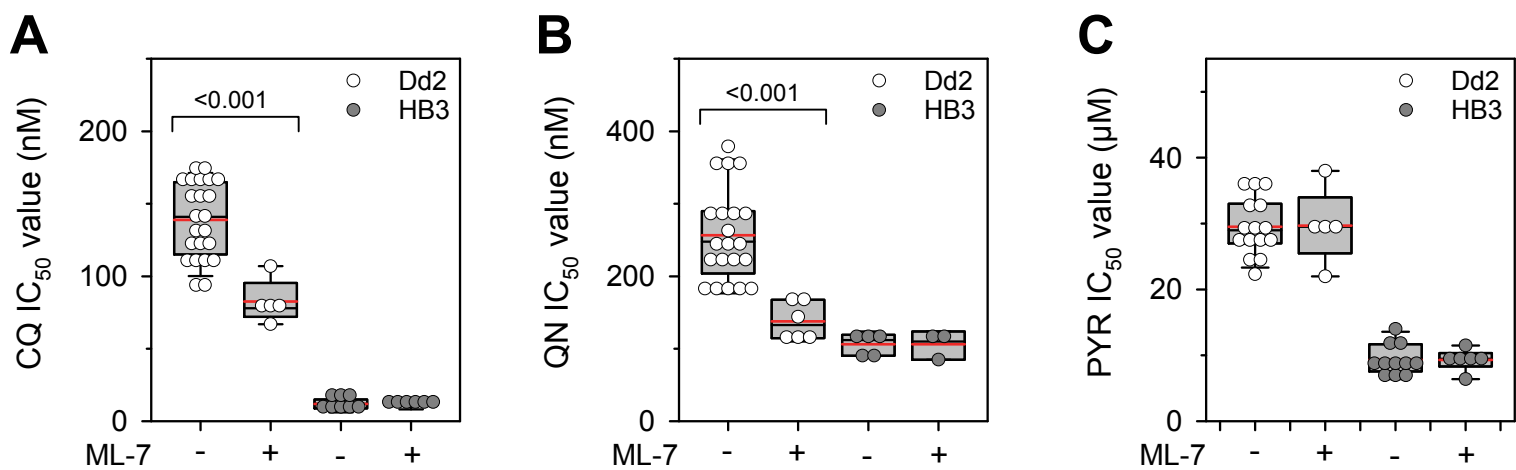 A
CQ IC50 value (nM)
200
100
0
<0.001
Dd2
HB3
ML-7 - + - +
B
QN IC50 value (nM)
400
200
0
<0.001
Dd2
HB3
ML-7 - + - +
C
PYR IC50 value (µM)
40
20
0
Dd2
HB3
ML-7 - + - +